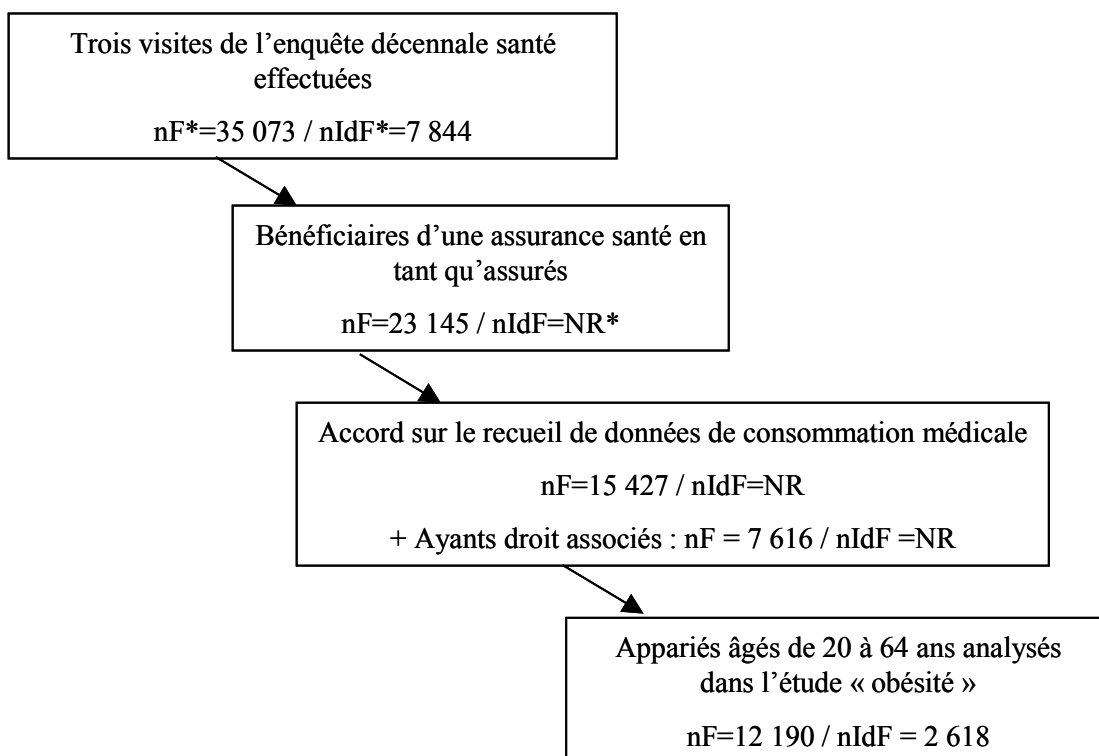 Trois visites de l’enquête décennale santé
effectuées
nF*=35 073 / nIdF*=7 844
Bénéficiaires d’une assurance santé en
tant qu’assurés
nF=23 145 / nIdF=NR*
Accord sur le recueil de données de consommation médicale
nF=15 427 / nIdF=NR
+ Ayants droit associés : nF = 7 616 / nIdF =NR
Appariés âgés de 20 à 64 ans analysés
dans l’étude « obésité »
nF=12 190 / nIdF = 2 618